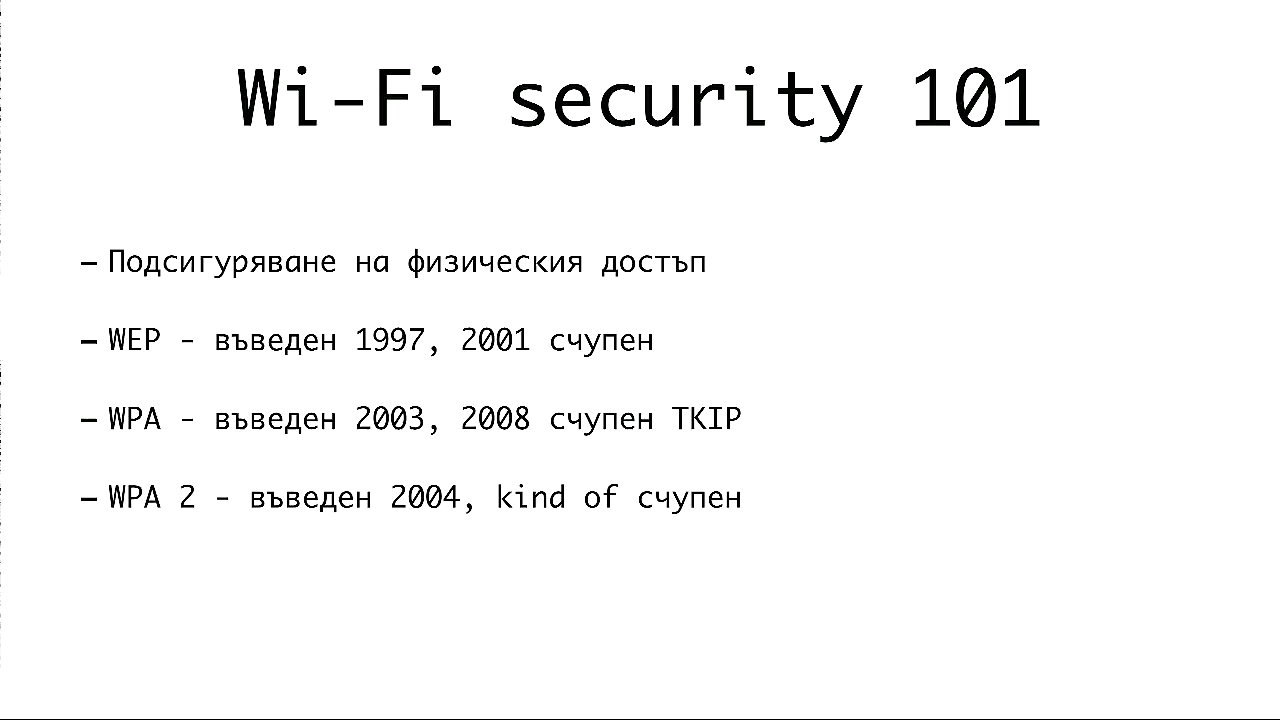 Wi-Fi security 101
– Подсигуряване на физическия достъп
– WEP - въведен 1997, 2001 счупен
– WPA - въведен 2003, 2008 счупен TKIP
– WPA 2 - въведен 2004, kind of счупен